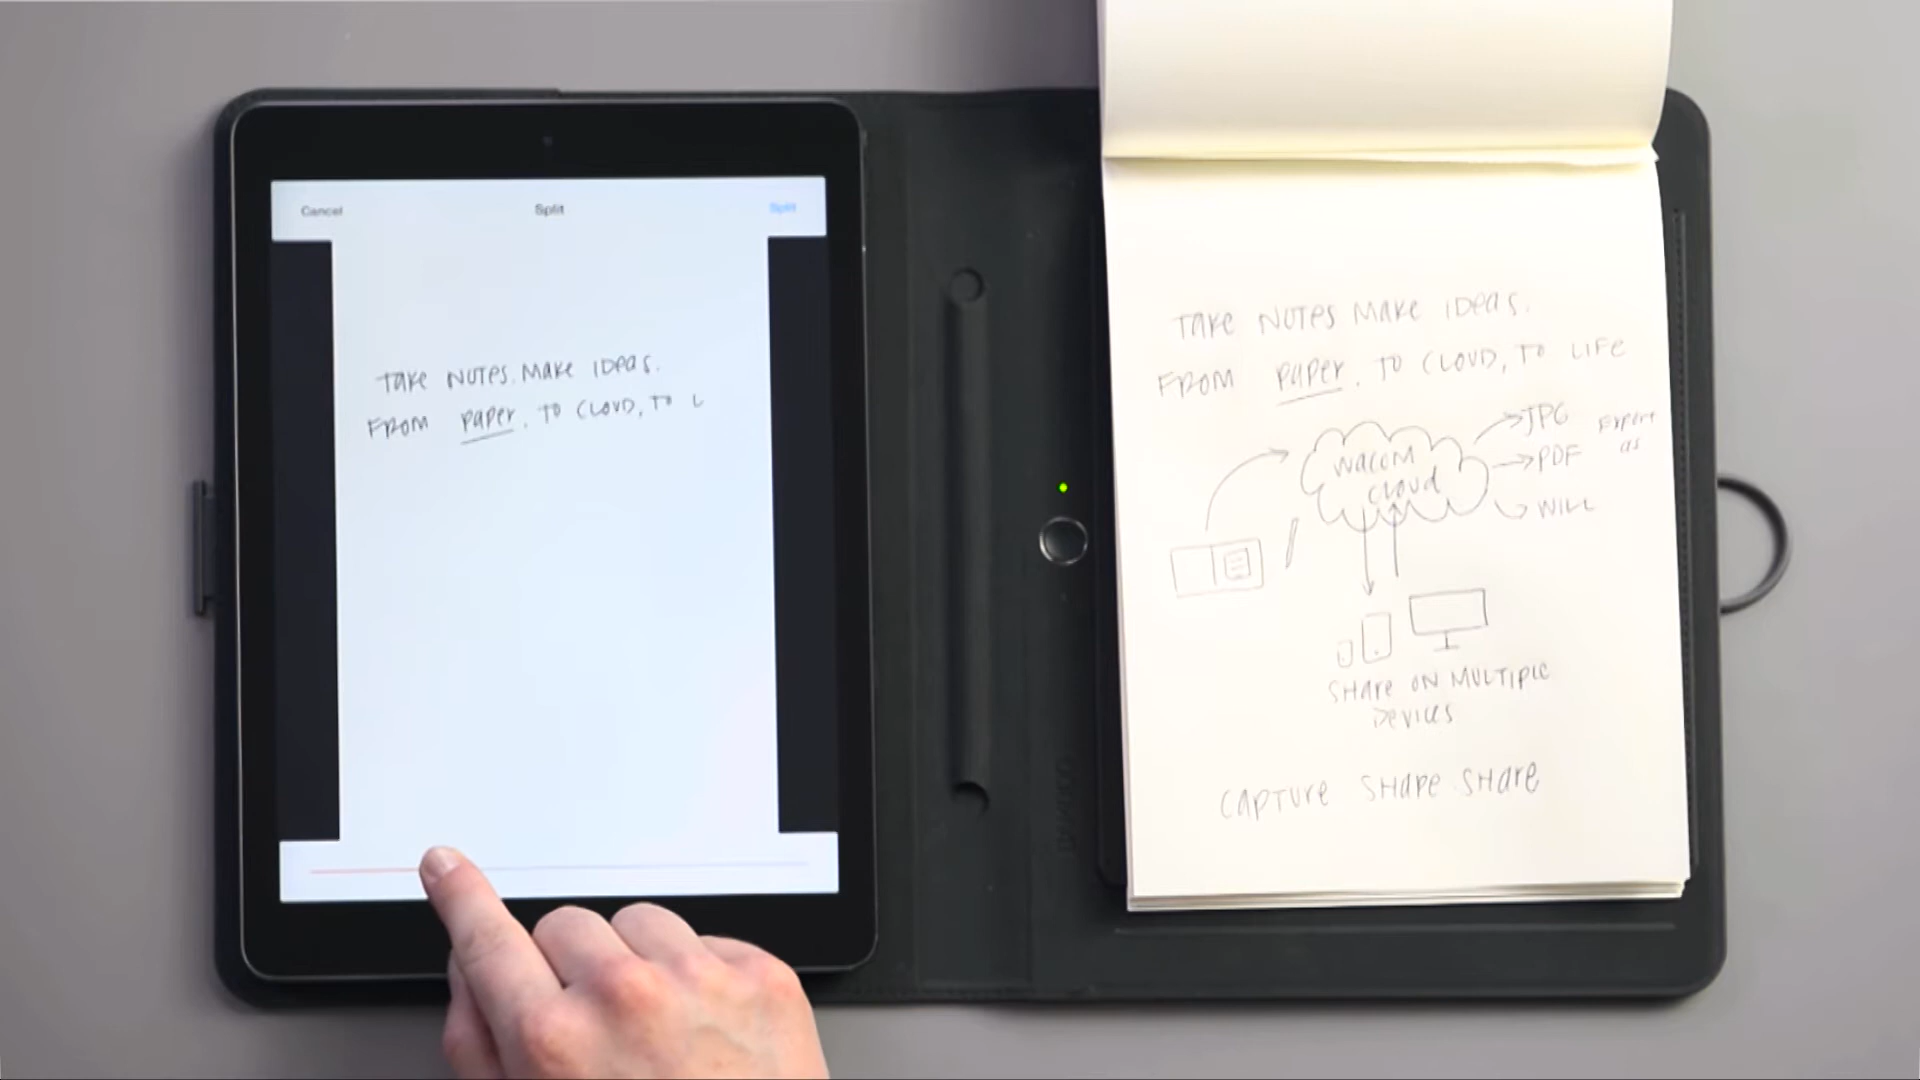 Cancel Split Split
TAKE NOTES. MAKE IDEAS.
FROM PAPER. TO CLOUD, TO L
TAKE NOTES MAKE IDEAS.
FROM PAPER. TO CLOUD, TO LIFE
WACOM
CLOUD
JPG
PDF
WILL
EXPORT
as
SHARE ON MULTIPLE
DEVICES
CAPTURE SHAPE SHARE